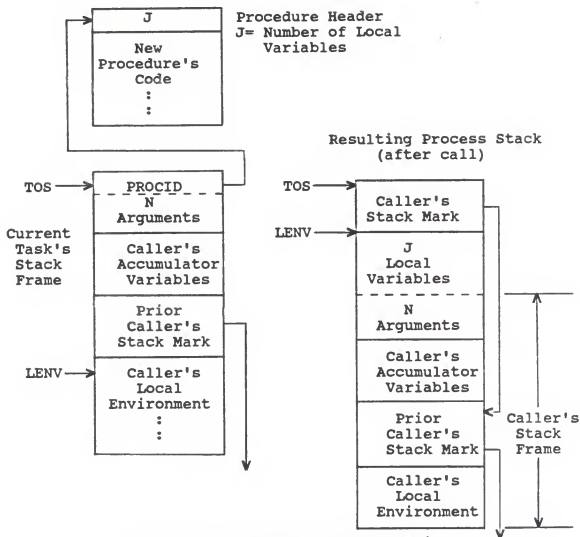 J
Procedure Header
J= Number of Local
Variables
New
Procedure's
Code
:
:
TOS
PROCID
N
Arguments
Current
Task's
Stack
Frame
Caller's
Accumulator
Variables
Prior
Caller's
Stack Mark
LENV
Caller's
Local
Environment
:
:
Resulting Process Stack
(after call)
TOS
Caller's
Stack Mark
LENV
J
Local
Variables
N
Arguments
Caller's
Accumulator
Variables
Prior
Caller's
Stack Mark
Caller's
Stack
Frame
Caller's
Local
Environment